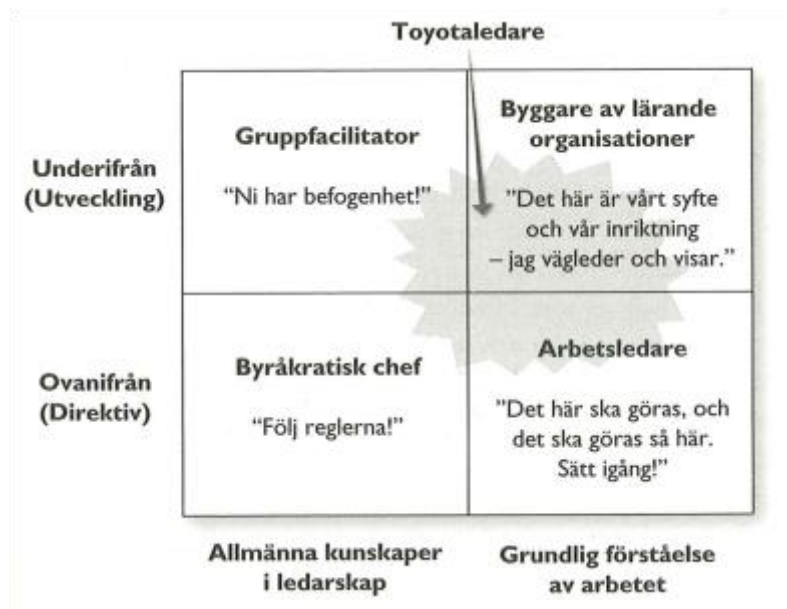 Toyotaledare
Underifrån
(Utveckling)
Gruppfacilitator
“Ni har befogenhet!”
Byggare av lärande
organisationer
”Det här är vårt syfte
och vår inriktning
– jag vägleder och visar.”
Ovanifrån
(Direktiv)
Byråkratisk chef
“Följ reglerna!”
Arbetsledare
”Det här ska göras, och
det ska göras så här.
Sätt igång!”
Allmänna kunskaper
i ledarskap
Grundlig förståelse
av arbetet